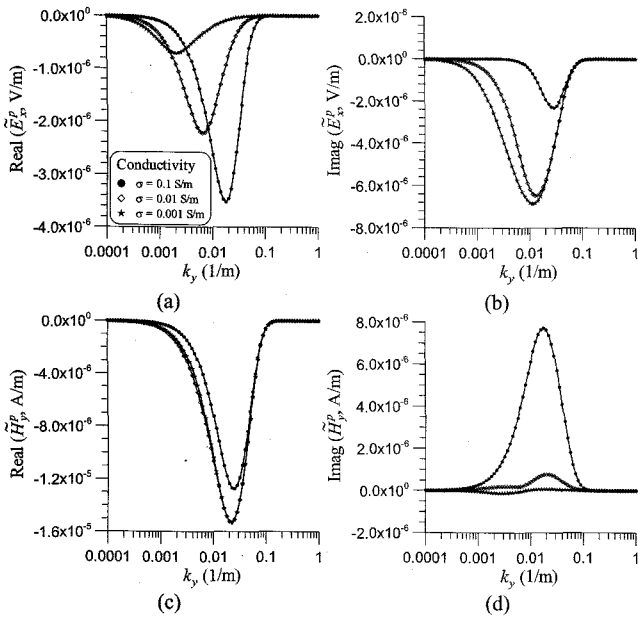 0.0x10⁰
-1.0x10⁻⁶
-2.0x10⁻⁶
-3.0x10⁻⁶
-4.0x10⁻⁶
Real (Ẽₓᵖ, V/m)
Conductivity
σ = 0.1 S/m
σ = 0.01 S/m
σ = 0.001 S/m
0.0001 0.001 0.01 0.1 1
k_y (1/m)
(a)
2.0x10⁻⁶
0.0x10⁰
-2.0x10⁻⁶
-4.0x10⁻⁶
-6.0x10⁻⁶
-8.0x10⁻⁶
Imag (Ẽₓᵖ, V/m)
0.0001 0.001 0.01 0.1 1
k_y (1/m)
(b)
0.0x10⁰
-4.0x10⁻⁶
-8.0x10⁻⁶
-1.2x10⁻⁵
-1.6x10⁻⁵
Real (H̃_yᵖ, A/m)
0.0001 0.001 0.01 0.1 1
k_y (1/m)
(c)
8.0x10⁻⁶
6.0x10⁻⁶
4.0x10⁻⁶
2.0x10⁻⁶
0.0x10⁰
-2.0x10⁻⁶
Imag (H̃_yᵖ, A/m)
0.0001 0.001 0.01 0.1 1
k_y (1/m)
(d)